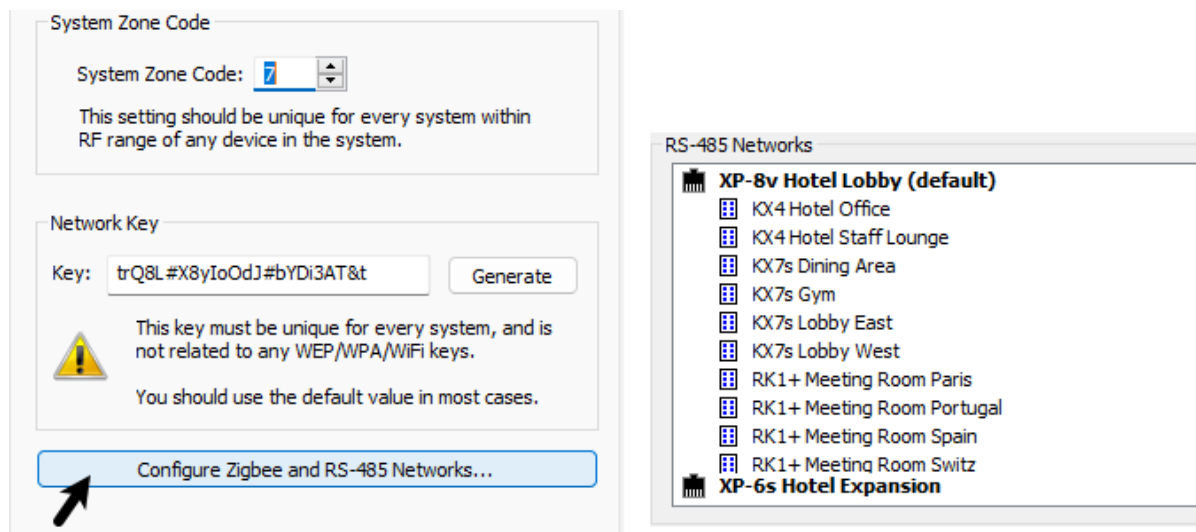 System Zone Code
System Zone Code: 7
This setting should be unique for every system within
RF range of any device in the system.
Network Key
Key: trQ8L#X8yIoOdJ#bYDi3AT&t Generate
This key must be unique for every system, and is
not related to any WEP/WPA/WiFi keys.
You should use the default value in most cases.
Configure Zigbee and RS-485 Networks...
RS-485 Networks
XP-8v Hotel Lobby (default)
KX4 Hotel Office
KX4 Hotel Staff Lounge
KX7s Dining Area
KX7s Gym
KX7s Lobby East
KX7s Lobby West
RK1+ Meeting Room Paris
RK1+ Meeting Room Portugal
RK1+ Meeting Room Spain
RK1+ Meeting Room Switz
XP-6s Hotel Expansion